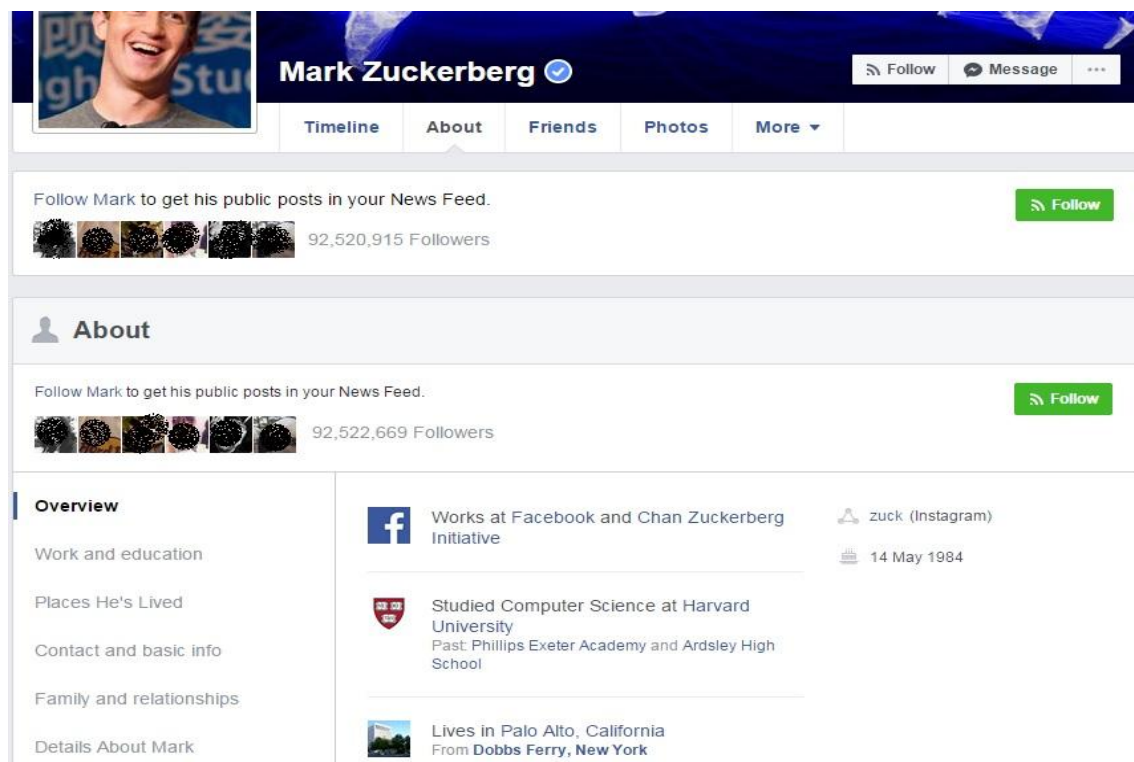 顾
gh Stu
Mark Zuckerberg
Follow
Message
Timeline
About
Friends
Photos
More
Follow Mark to get his public posts in your News Feed.
Follow
92,520,915 Followers
About
Follow Mark to get his public posts in your News Feed.
Follow
92,522,669 Followers
Overview
Work and education
Places He's Lived
Contact and basic info
Family and relationships
Details About Mark
Works at Facebook and Chan Zuckerberg
Initiative
Studied Computer Science at Harvard
University
Past: Phillips Exeter Academy and Ardsley High
School
Lives in Palo Alto, California
From Dobbs Ferry, New York
zuck (Instagram)
14 May 1984